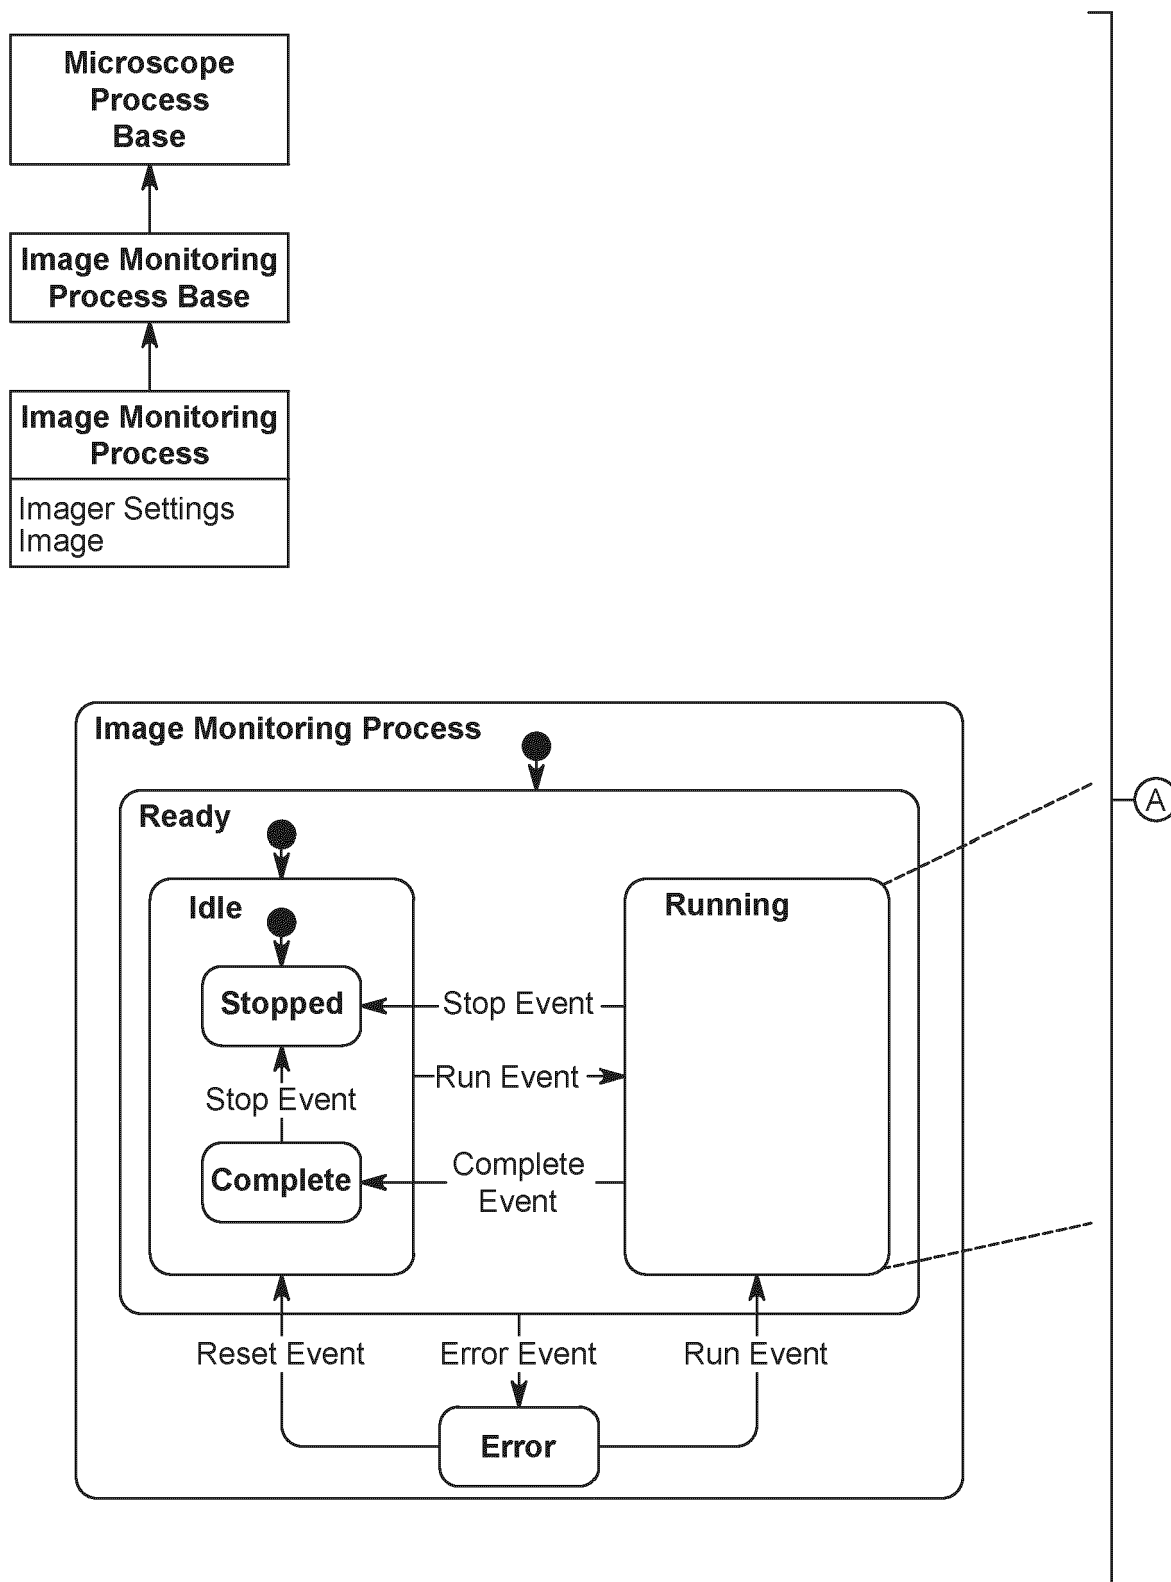 Microscope
Process
Base
Image Monitoring
Process Base
Image Monitoring
Process
Imager Settings
Image
Image Monitoring Process
Ready
A
Idle
Running
Stopped
Stop Event
Run Event
Stop Event
Complete
Event
Complete
Reset Event
Error Event
Run Event
Error